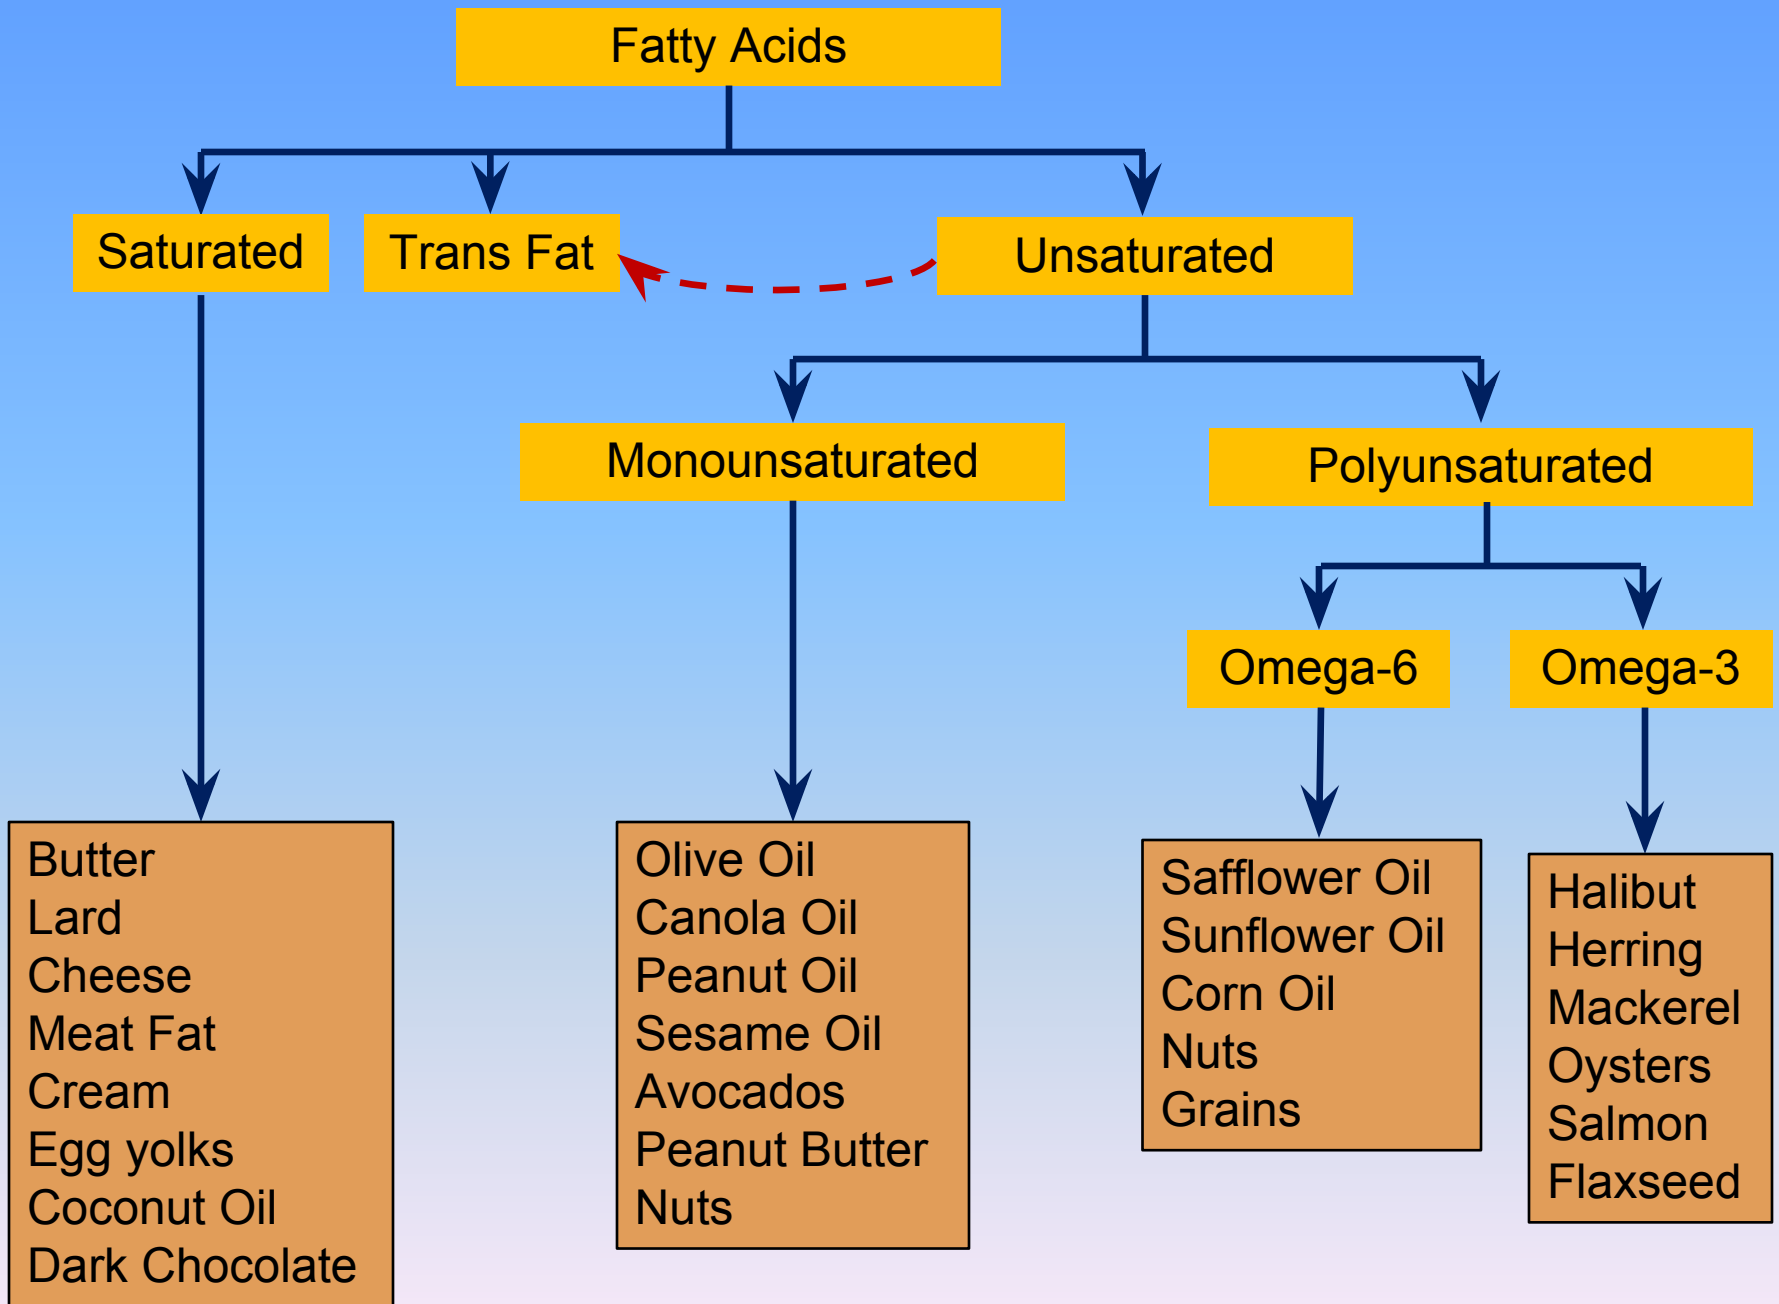 Fatty Acids
Saturated
Trans Fat
Unsaturated
Monounsaturated
Polyunsaturated
Omega-6
Omega-3
Butter
Lard
Cheese
Meat Fat
Cream
Egg yolks
Coconut Oil
Dark Chocolate
Olive Oil
Canola Oil
Peanut Oil
Sesame Oil
Avocados
Peanut Butter
Nuts
Safflower Oil
Sunflower Oil
Corn Oil
Nuts
Grains
Halibut
Herring
Mackerel
Oysters
Salmon
Flaxseed